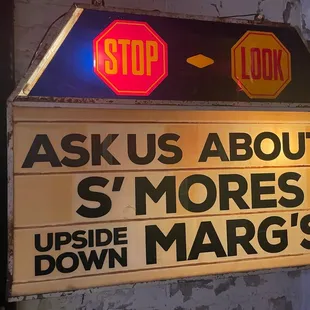 STOP LOOK
ASK US ABOUT
S'MORES
UPSIDE DOWN MARG'S